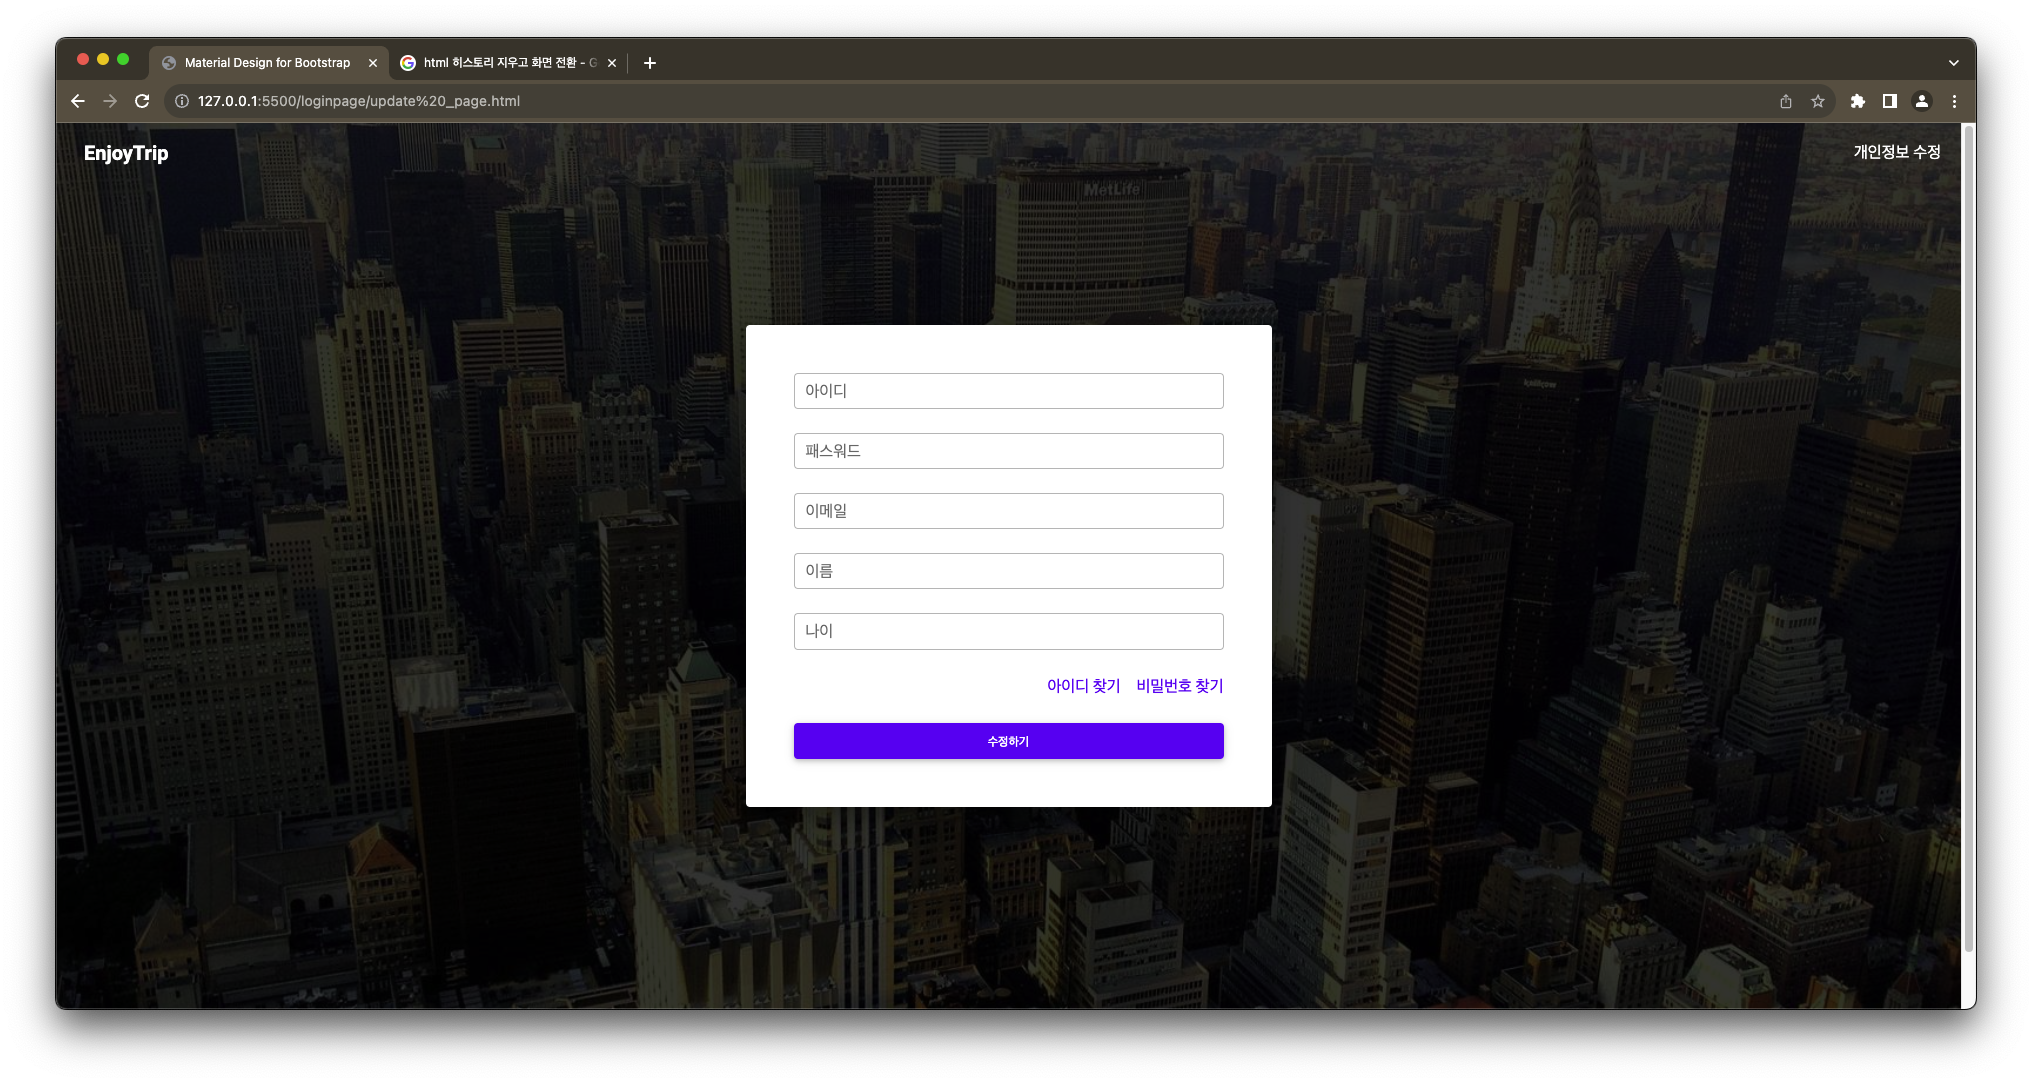 Material Design for Bootstrap
html 히스토리 지우고 화면 전환 - G
127.0.0.1:5500/loginpage/update%20_page.html
EnjoyTrip
개인정보 수정
MetLife
아이디
패스워드
이메일
이름
나이
아이디 찾기 비밀번호 찾기
수정하기